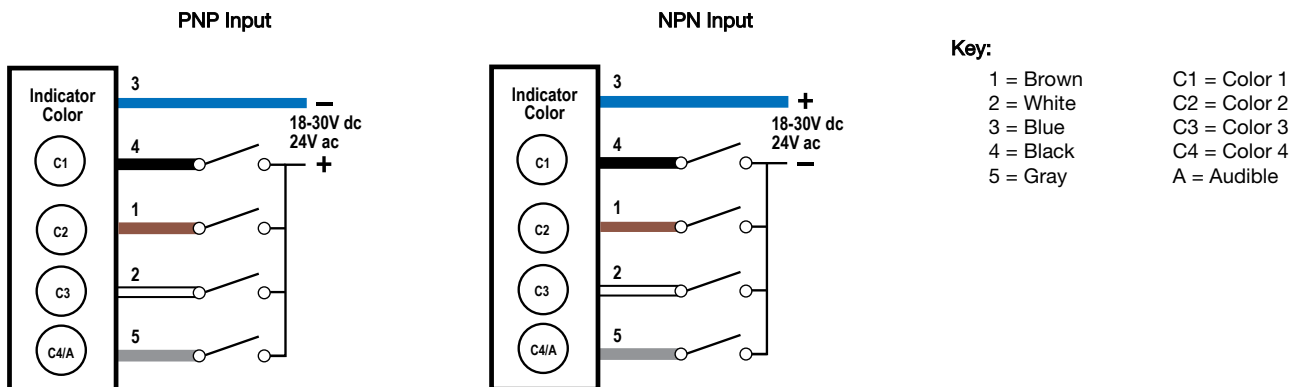 PNP Input
Indicator
Color
C1
C2
C3
C4/A
3
4
1
2
5
−
18-30V dc
24V ac
+
NPN Input
Indicator
Color
C1
C2
C3
C4/A
3
4
1
2
5
+
18-30V dc
24V ac
−
Key:
1 = Brown
2 = White
3 = Blue
4 = Black
5 = Gray
C1 = Color 1
C2 = Color 2
C3 = Color 3
C4 = Color 4
A = Audible